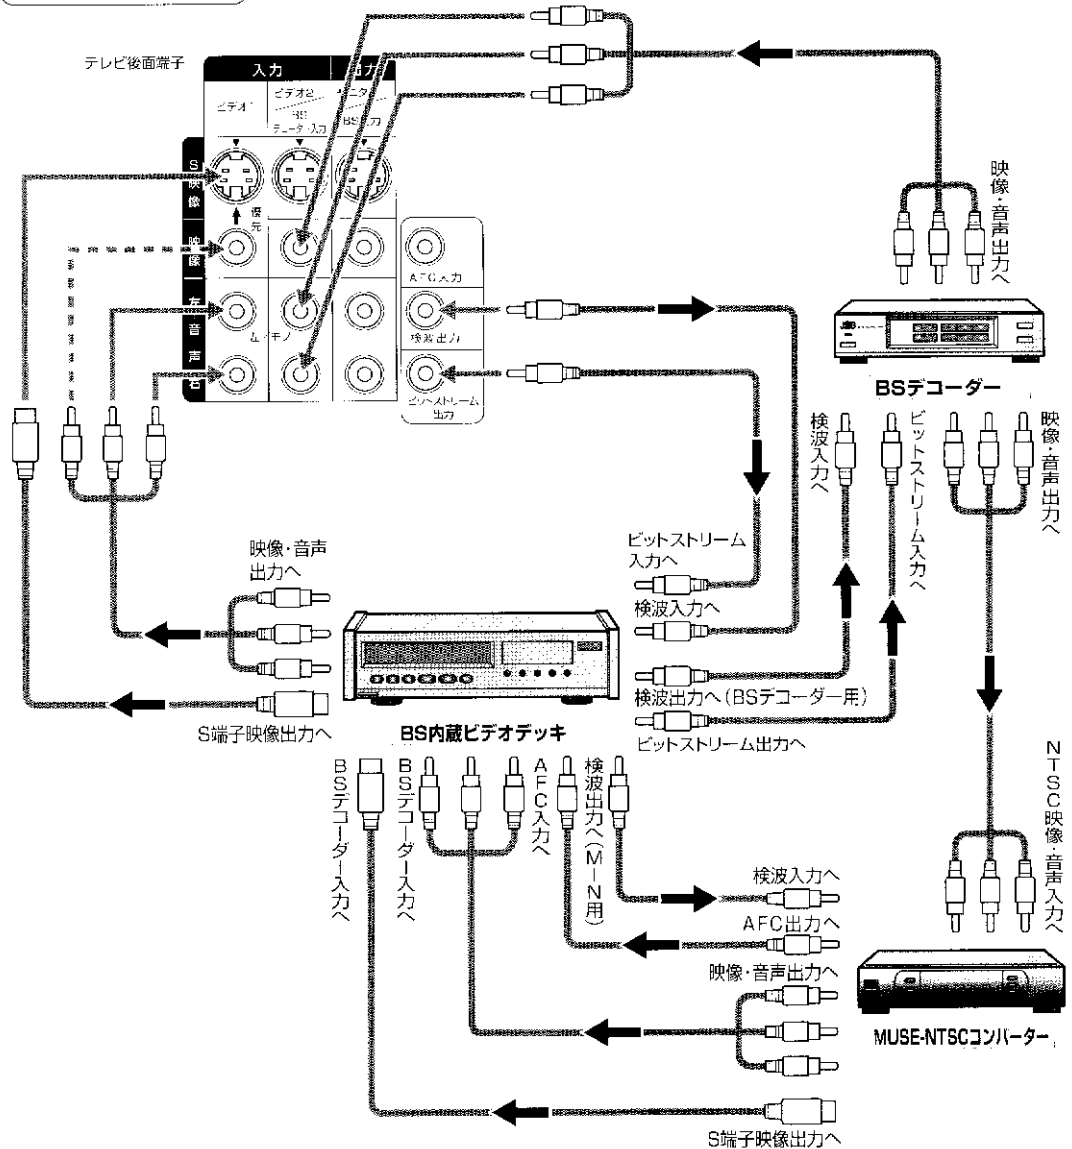 テレビ後面端子
入力
出力
ビデオ1
ビデオ2
BS
デコーダー入力
モニター
BS出力
S映像
優先
映像
左
音声
右
左/モノ
AFC入力
検波出力
ビットストリーム
出力
映像・音声出力へ
BSデコーダー
検波入力へ
ビットストリーム入力へ
映像・音声出力へ
映像・音声
出力へ
S端子映像出力へ
BS内蔵ビデオデッキ
ビットストリーム
入力へ
検波入力へ
検波出力へ(BSデコーダー用)
ビットストリーム出力へ
BSデコーダー入力へ
BSデコーダー入力へ
AFC入力へ
検波出力へ(M-N用)
NTSC映像・音声入力へ
検波入力へ
AFC出力へ
映像・音声出力へ
MUSE-NTSCコンバーター
S端子映像出力へ